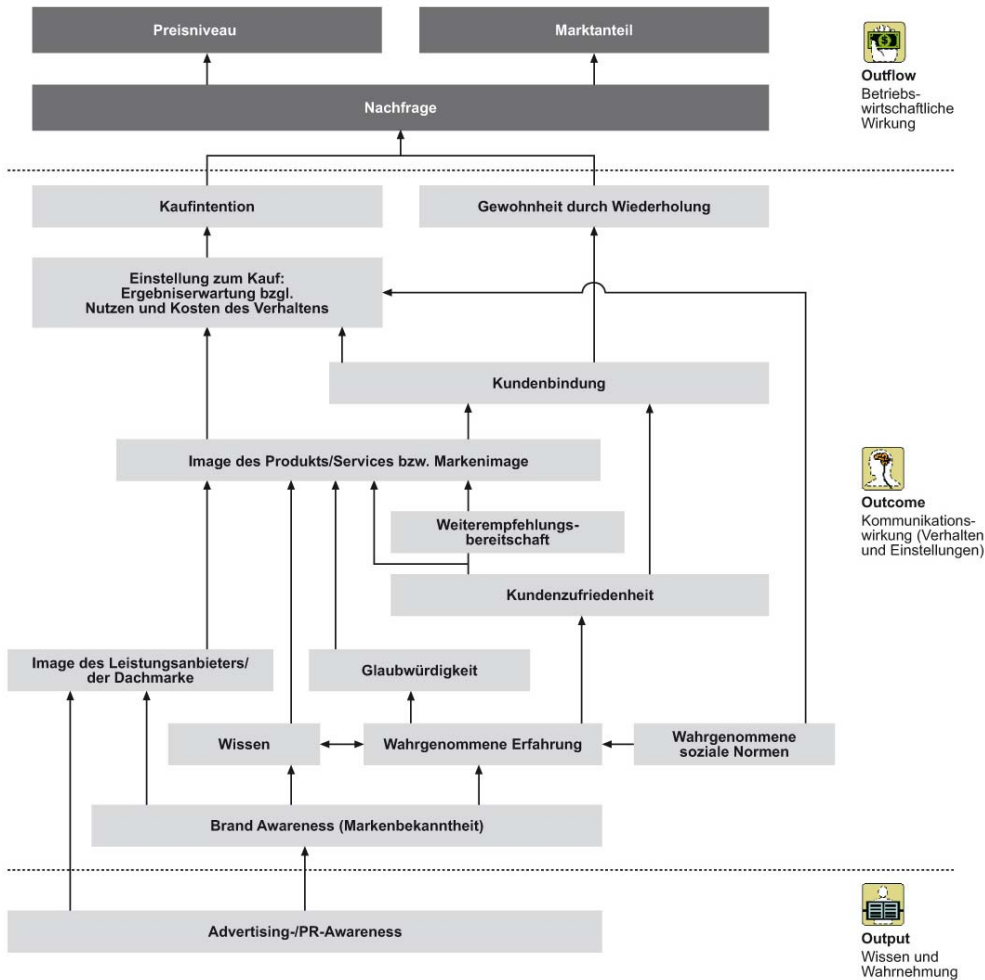 Preisniveau
Marktanteil
Nachfrage
Outflow
Betriebs-
wirtschaftliche
Wirkung
Kaufintention
Gewohnheit durch Wiederholung
Einstellung zum Kauf:
Ergebniserwartung bzgl.
Nutzen und Kosten des Verhaltens
Kundenbindung
Image des Produkts/Services bzw. Markenimage
Weiterempfehlungs-
bereitschaft
Kundenzufriedenheit
Outcome
Kommunikations-
wirkung (Verhalten
und Einstellungen)
Image des Leistungsanbieters/
der Dachmarke
Glaubwürdigkeit
Wissen
Wahrgenommene Erfahrung
Wahrgenommene
soziale Normen
Brand Awareness (Markenbekanntheit)
Advertising-/PR-Awareness
Output
Wissen und
Wahrnehmung